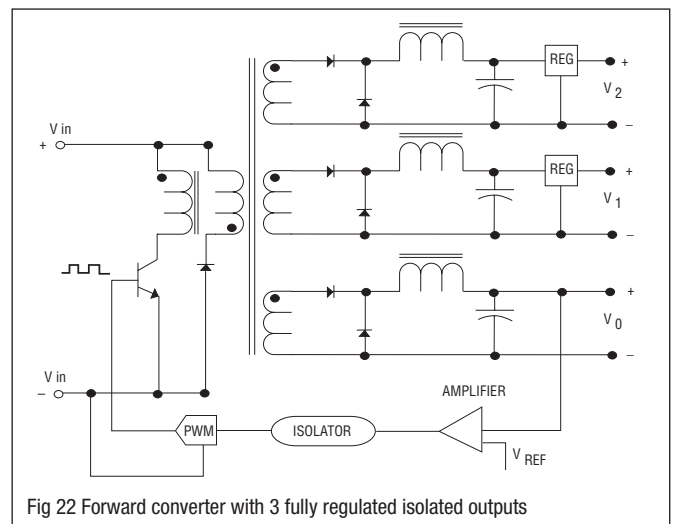 REG
+
V 2
−
V in
+
REG
+
V 1
−
+
V 0
−
V in
−
AMPLIFIER
PWM
ISOLATOR
V REF
Fig 22 Forward converter with 3 fully regulated isolated outputs